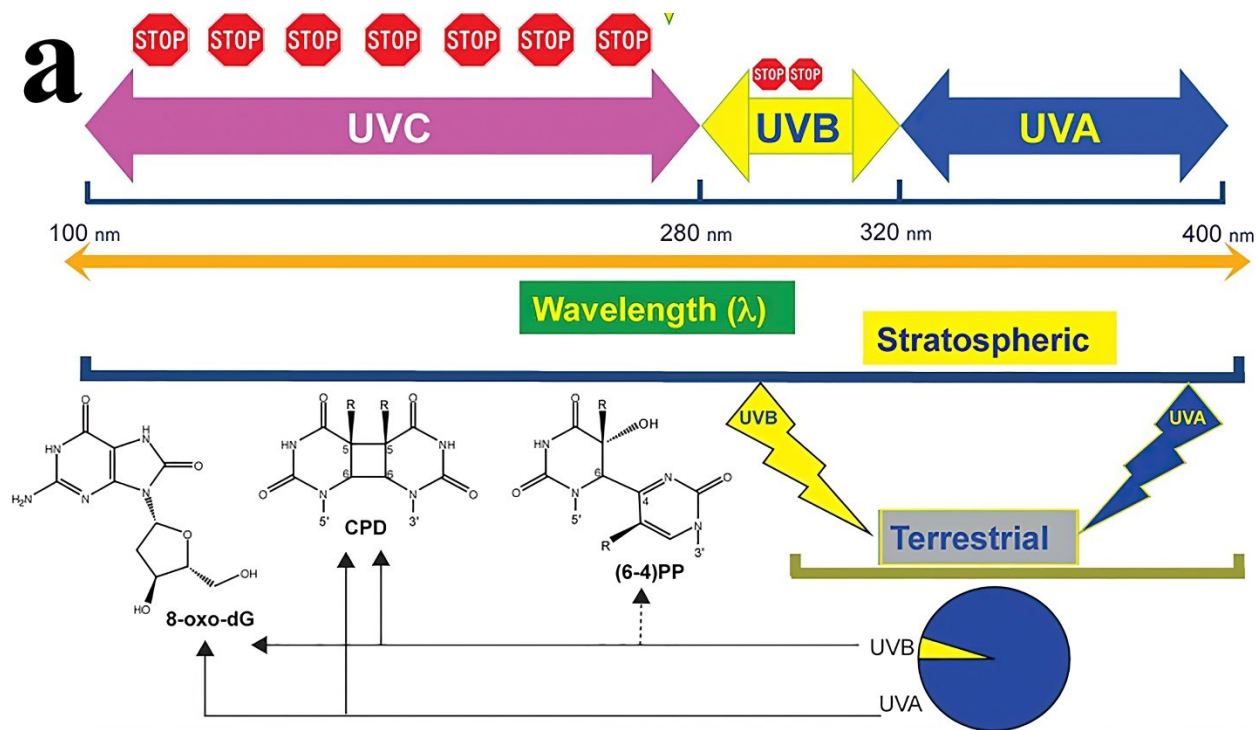 a
STOP STOP STOP STOP STOP STOP STOP
STOP STOP
UVC UVB UVA
100 nm 280 nm 320 nm 400 nm
Wavelength (λ)
Stratospheric
UVB UVA
O NH HN N H₂N N N O O OH HO
8-oxo-dG
O R R O NH 5 5 NH O N 6 6 N O 5' 3'
CPD
O R OH NH 6 O N 5' N O 4 N R 3'
(6-4)PP
Terrestrial
UVB
UVA